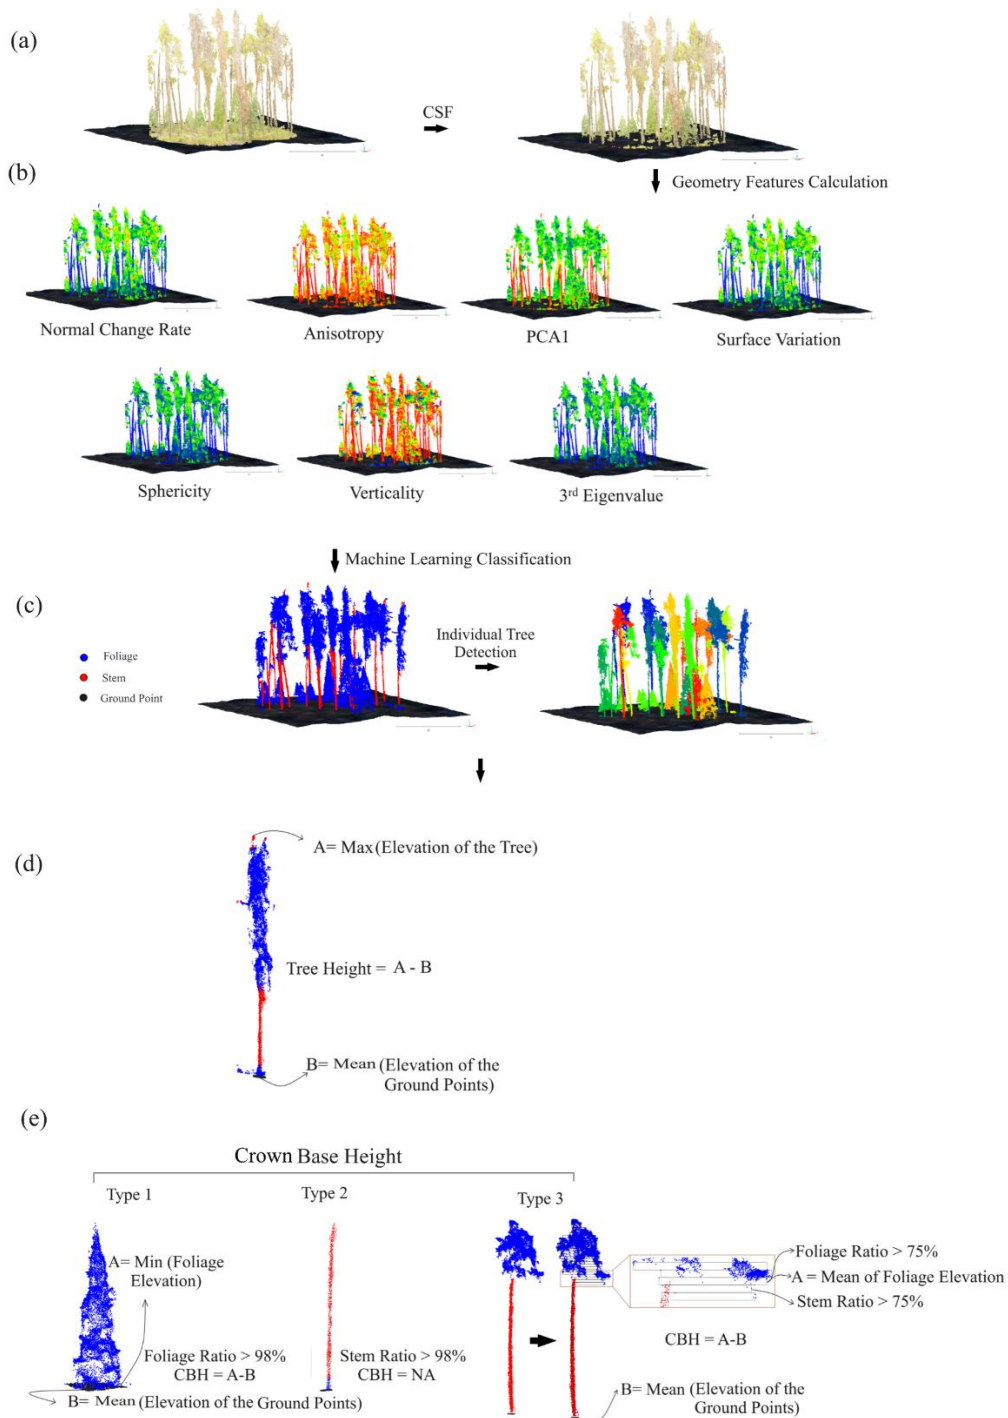 (a)
CSF
(b)
Geometry Features Calculation
Normal Change Rate
Anisotropy
PCA1
Surface Variation
Sphericity
Verticality
3rd Eigenvalue
Machine Learning Classification
(c)
Foliage
Stem
Ground Point
Individual Tree
Detection
(d)
A= Max (Elevation of the Tree)
Tree Height = A - B
B= Mean (Elevation of the
Ground Points)
(e)
Crown Base Height
Type 1
Type 2
Type 3
A= Min (Foliage
Elevation)
Foliage Ratio > 98%
CBH = A-B
B= Mean (Elevation of the Ground Points)
Stem Ratio > 98%
CBH = NA
Foliage Ratio > 75%
A = Mean of Foliage Elevation
Stem Ratio > 75%
CBH = A-B
B= Mean (Elevation of the
Ground Points)